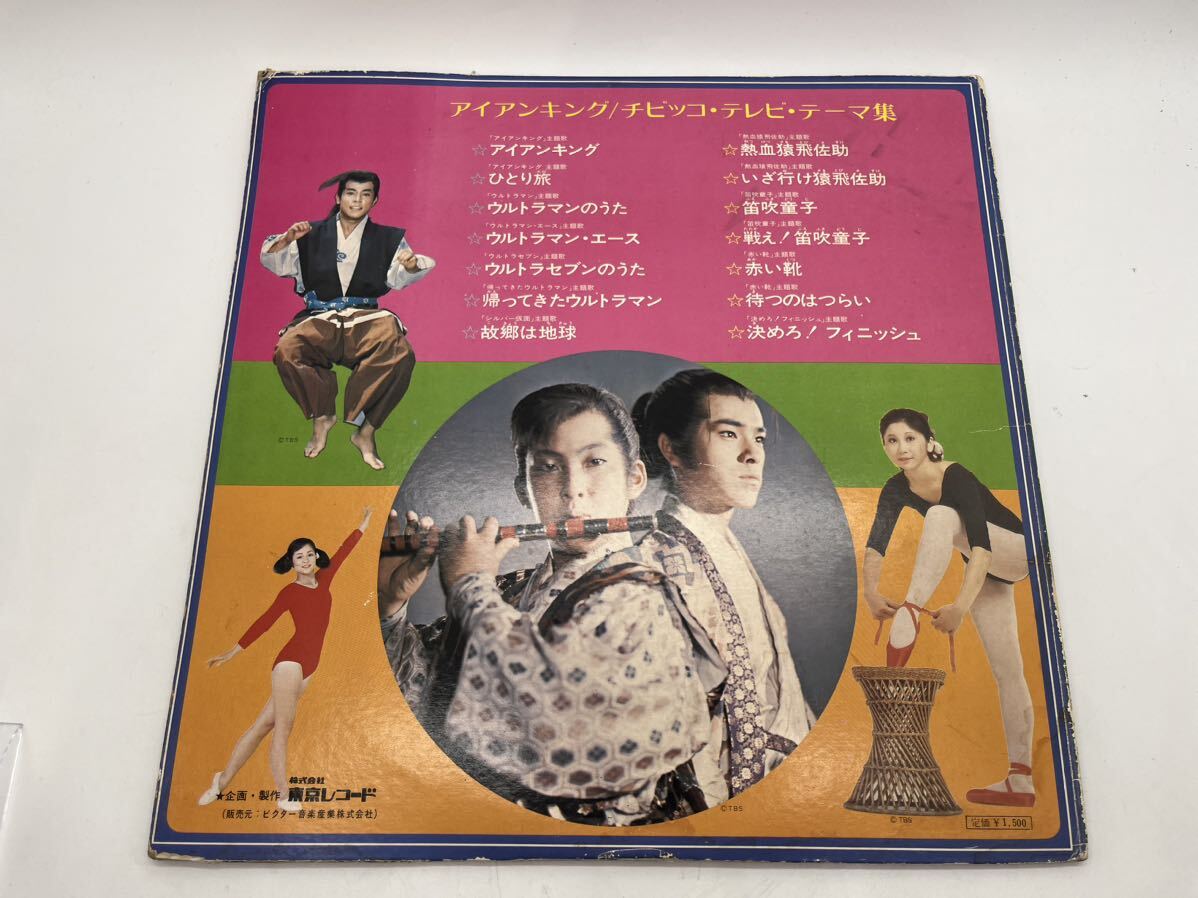 アイアンキング/チビッコ・テレビ・テーマ集
「アイアンキング」主題歌
☆アイアンキング
「アイアンキング」主題歌
☆ひとり旅
「ウルトラマン」主題歌
☆ウルトラマンのうた
「ウルトラマン・エース」主題歌
☆ウルトラマン・エース
「ウルトラセブン」主題歌
☆ウルトラセブンのうた
「帰ってきたウルトラマン」主題歌
☆帰ってきたウルトラマン
「シルバー仮面」主題歌
☆故郷は地球
「熱血猿飛佐助」主題歌
☆熱血猿飛佐助
「熱血猿飛佐助」主題歌
☆いざ行け猿飛佐助
「笛吹童子」主題歌
☆笛吹童子
「笛吹童子」主題歌
☆戦え!笛吹童子
「赤い靴」主題歌
☆赤い靴
「赤い靴」主題歌
☆待つのはつらい
「決めろ!フィニッシュ」主題歌
☆決めろ!フィニッシュ
©TBS
©TBS
©TBS
★企画・製作 株式会社 東京レコード
(販売元:ビクター音楽産業株式会社)
定価¥1,500